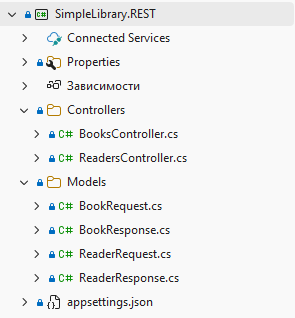 SimpleLibrary.REST
Connected Services
Properties
Зависимости
Controllers
C# BooksController.cs
C# ReadersController.cs
Models
C# BookRequest.cs
C# BookResponse.cs
C# ReaderRequest.cs
C# ReaderResponse.cs
appsettings.json